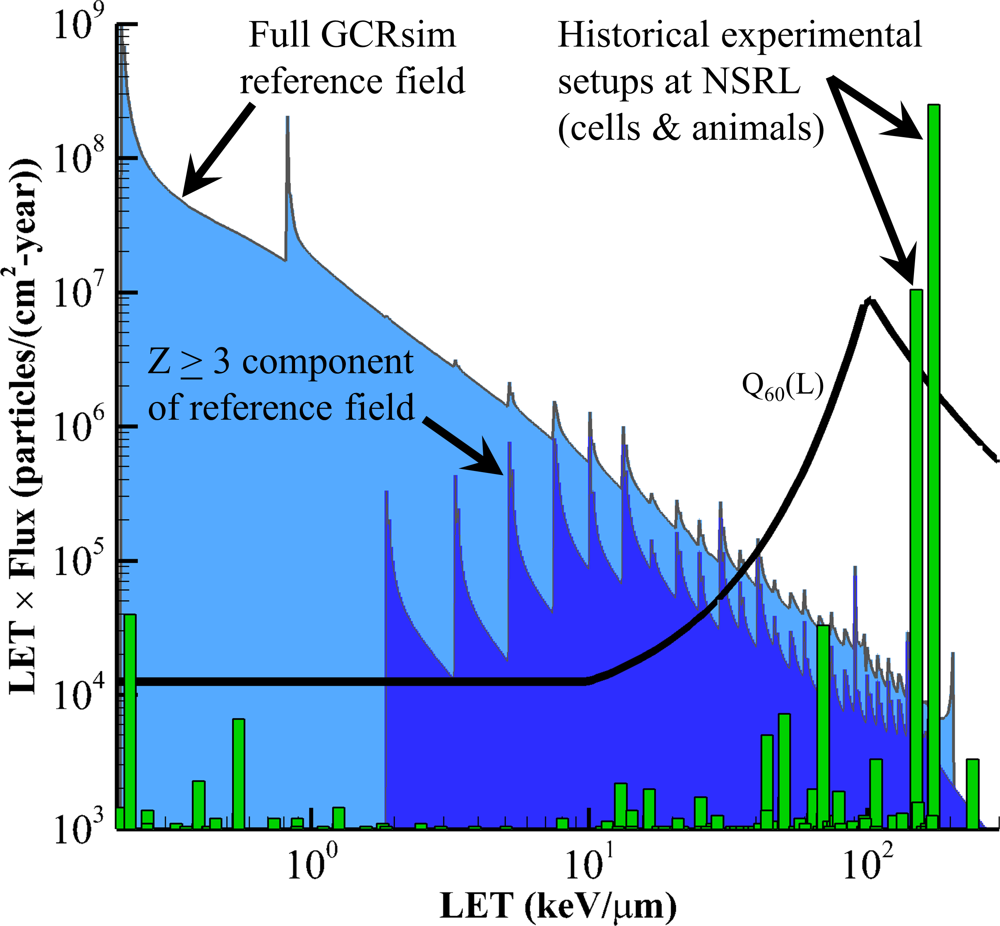 Full GCRsim
reference field
Historical experimental
setups at NSRL
(cells & animals)
Z ≥ 3 component
of reference field
Q₆₀(L)
LET × Flux (particles/(cm²-year))
10⁹
10⁸
10⁷
10⁶
10⁵
10⁴
10³
10⁰
10¹
10²
LET (keV/μm)